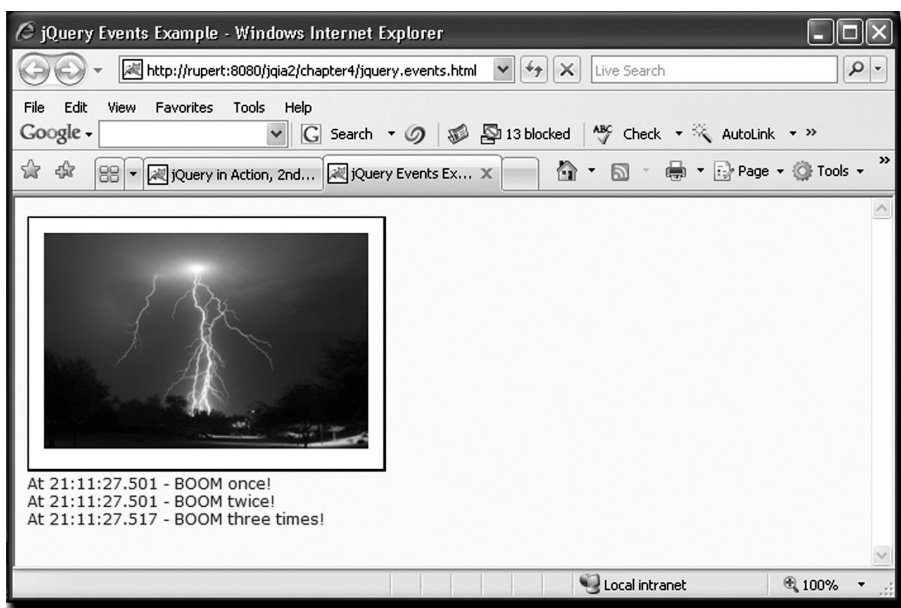 jQuery Events Example - Windows Internet Explorer
http://rupert:8080/jqia2/chapter4/jquery.events.html
Live Search
File Edit View Favorites Tools Help
Google
G Search 13 blocked ABC Check AutoLink »
jQuery in Action, 2nd... jQuery Events Ex... X Page Tools »
At 21:11:27.501 - BOOM once!
At 21:11:27.501 - BOOM twice!
At 21:11:27.517 - BOOM three times!
Local intranet 100%